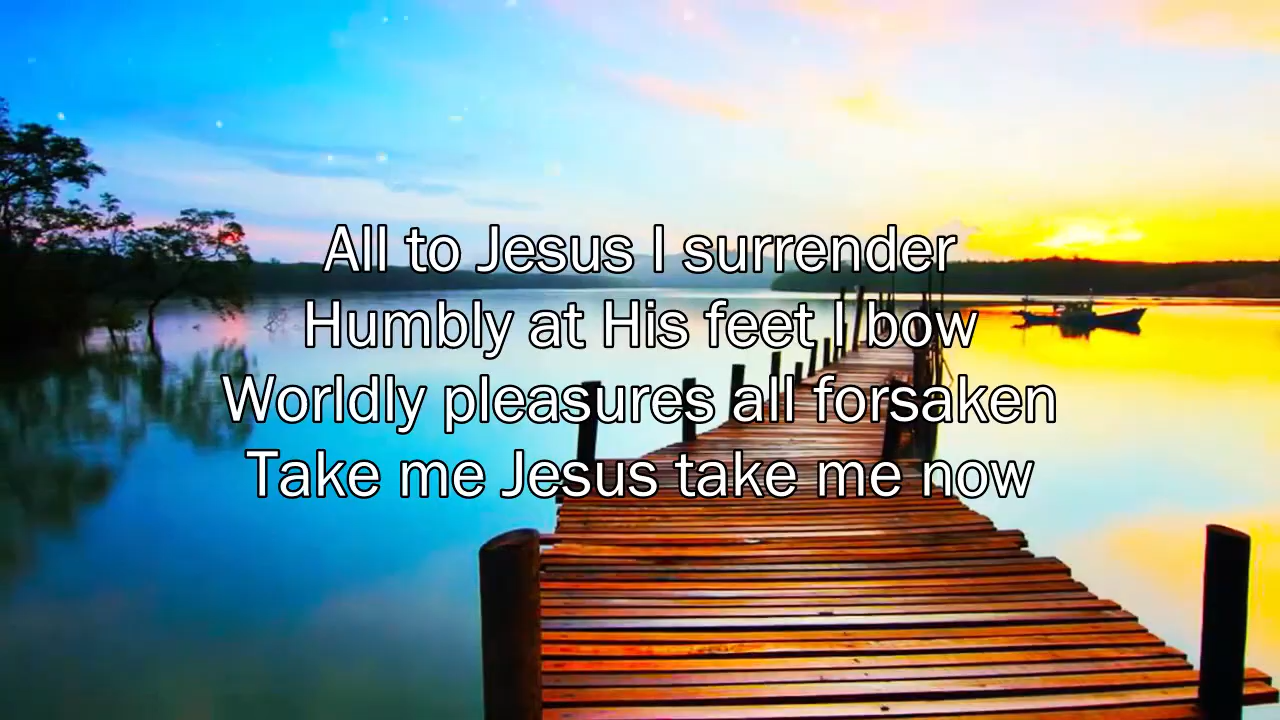 All to Jesus I surrender
Humbly at His feet I bow
Worldly pleasures all forsaken
Take me Jesus take me now